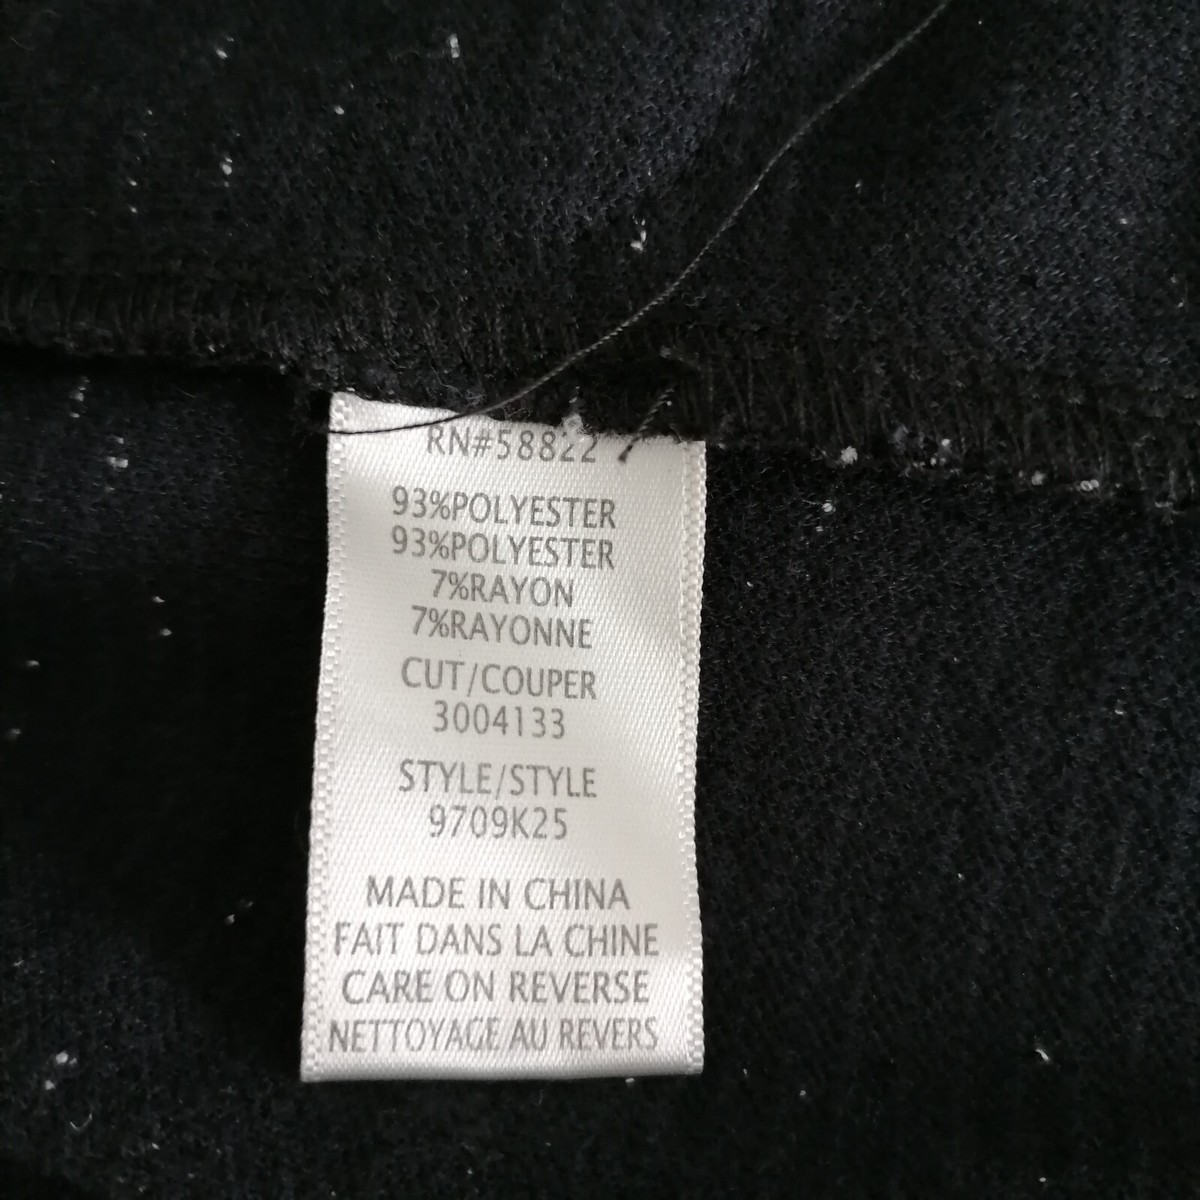 RN#58822
93%POLYESTER
93%POLYESTER
7%RAYON
7%RAYONNE
CUT/COUPER
3004133
STYLE/STYLE
9709K25
MADE IN CHINA
FAIT DANS LA CHINE
CARE ON REVERSE
NETTOYAGE AU REVERS